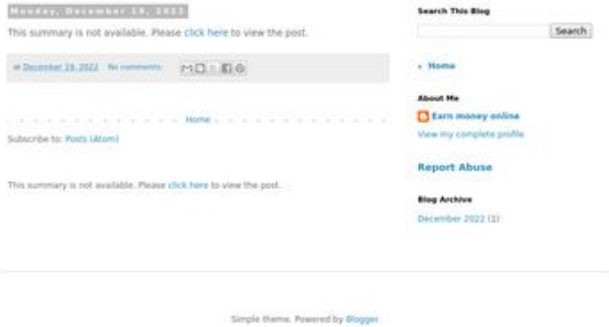 Monday, December 19, 2022
This summary is not available. Please click here to view the post.
at December 19, 2022 No comments:
Home
Subscribe to: Posts (Atom)
This summary is not available. Please click here to view the post.
Search This Blog
Search
Home
About Me
Earn money online
View my complete profile
Report Abuse
Blog Archive
December 2022 (1)
Simple theme. Powered by Blogger.